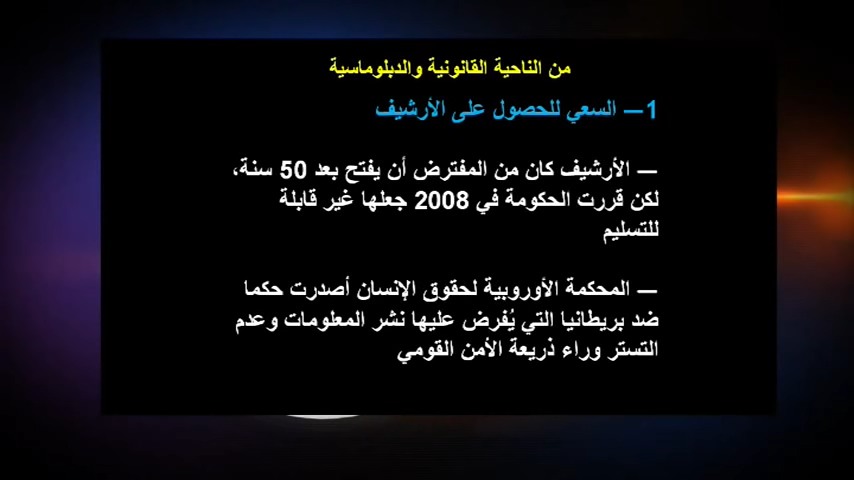 من الناحية القانونية والدبلوماسية
1— السعي للحصول على الأرشيف
— الأرشيف كان من المفترض أن يفتح بعد 50 سنة،
لكن قررت الحكومة في 2008 جعلها غير قابلة
للتسليم
— المحكمة الأوروبية لحقوق الإنسان أصدرت حكما
ضد بريطانيا التي يُفرض عليها نشر المعلومات وعدم
التستر وراء ذريعة الأمن القومي